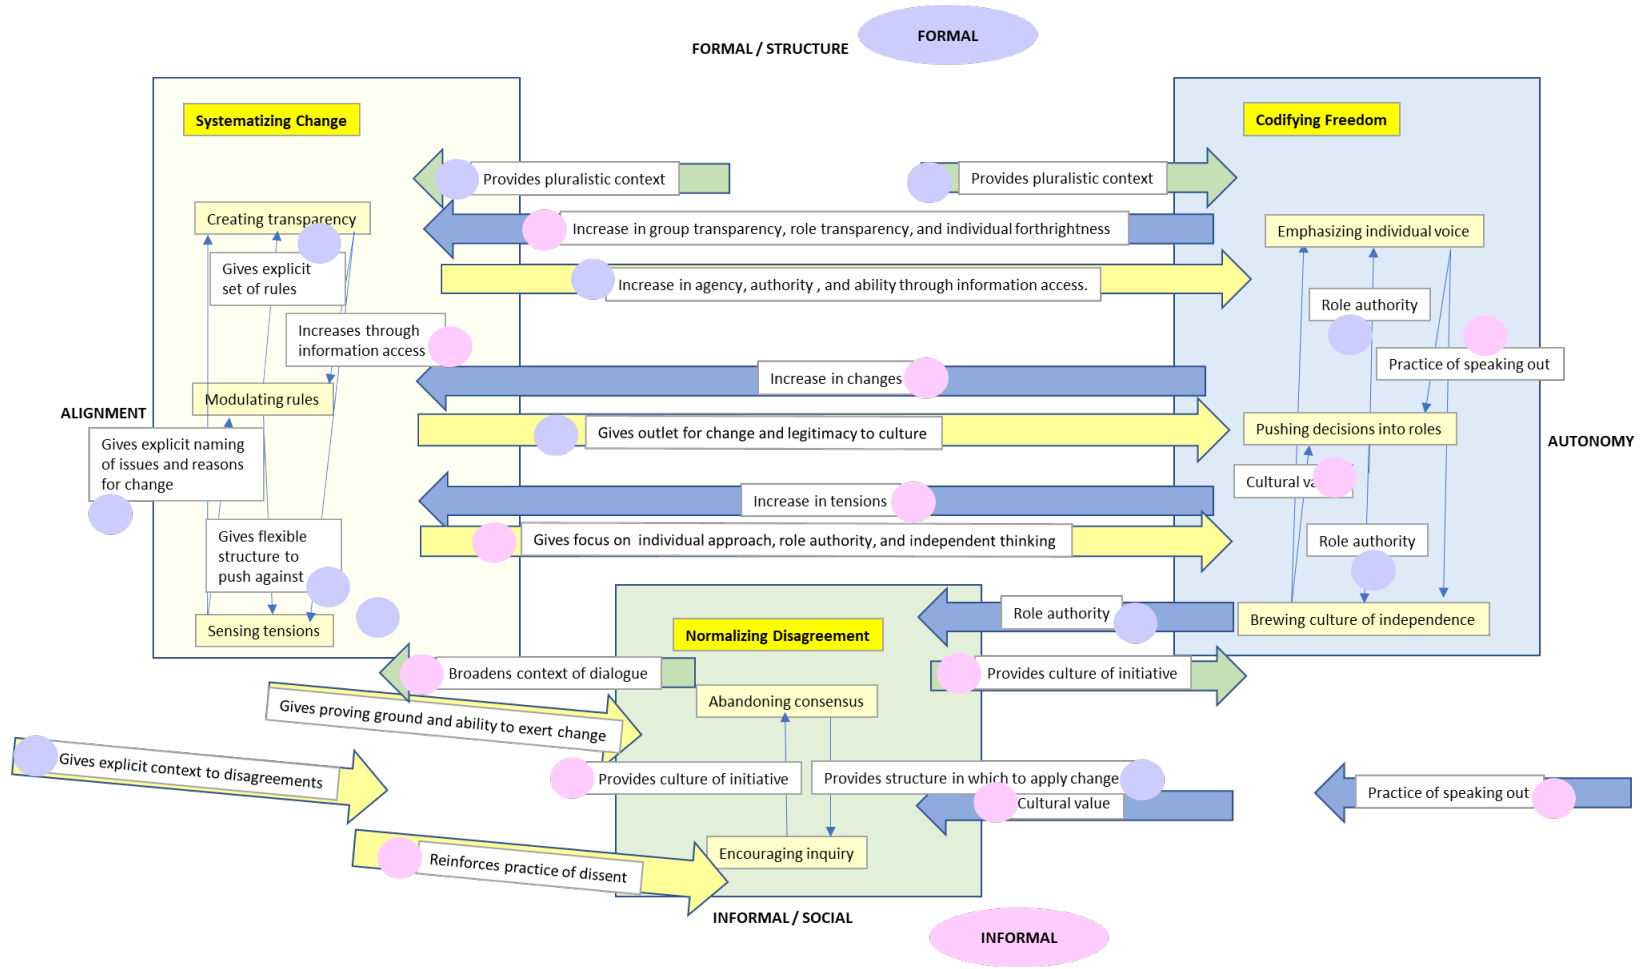 FORMAL
FORMAL / STRUCTURE
Systematizing Change
Codifying Freedom
Provides pluralistic context
Provides pluralistic context
Creating transparency
Increase in group transparency, role transparency, and individual forthrightness
Emphasizing individual voice
Gives explicit
set of rules
Increase in agency, authority , and ability through information access.
Role authority
Increases through
information access
Practice of speaking out
Increase in changes
Modulating rules
ALIGNMENT
Gives outlet for change and legitimacy to culture
Pushing decisions into roles
AUTONOMY
Gives explicit naming
of issues and reasons
for change
Cultural
Increase in tensions
Gives flexible
structure to
push against
Gives focus on individual approach, role authority, and independent thinking
Role authority
Sensing tensions
Normalizing Disagreement
Role authority
Brewing culture of independence
Broadens context of dialogue
Provides culture of initiative
Abandoning consensus
Gives proving ground and ability to exert change
Gives explicit context to disagreements
Provides culture of initiative
Provides structure in which to apply change
Cultural value
Practice of speaking out
Encouraging inquiry
Reinforces practice of dissent
INFORMAL / SOCIAL
INFORMAL